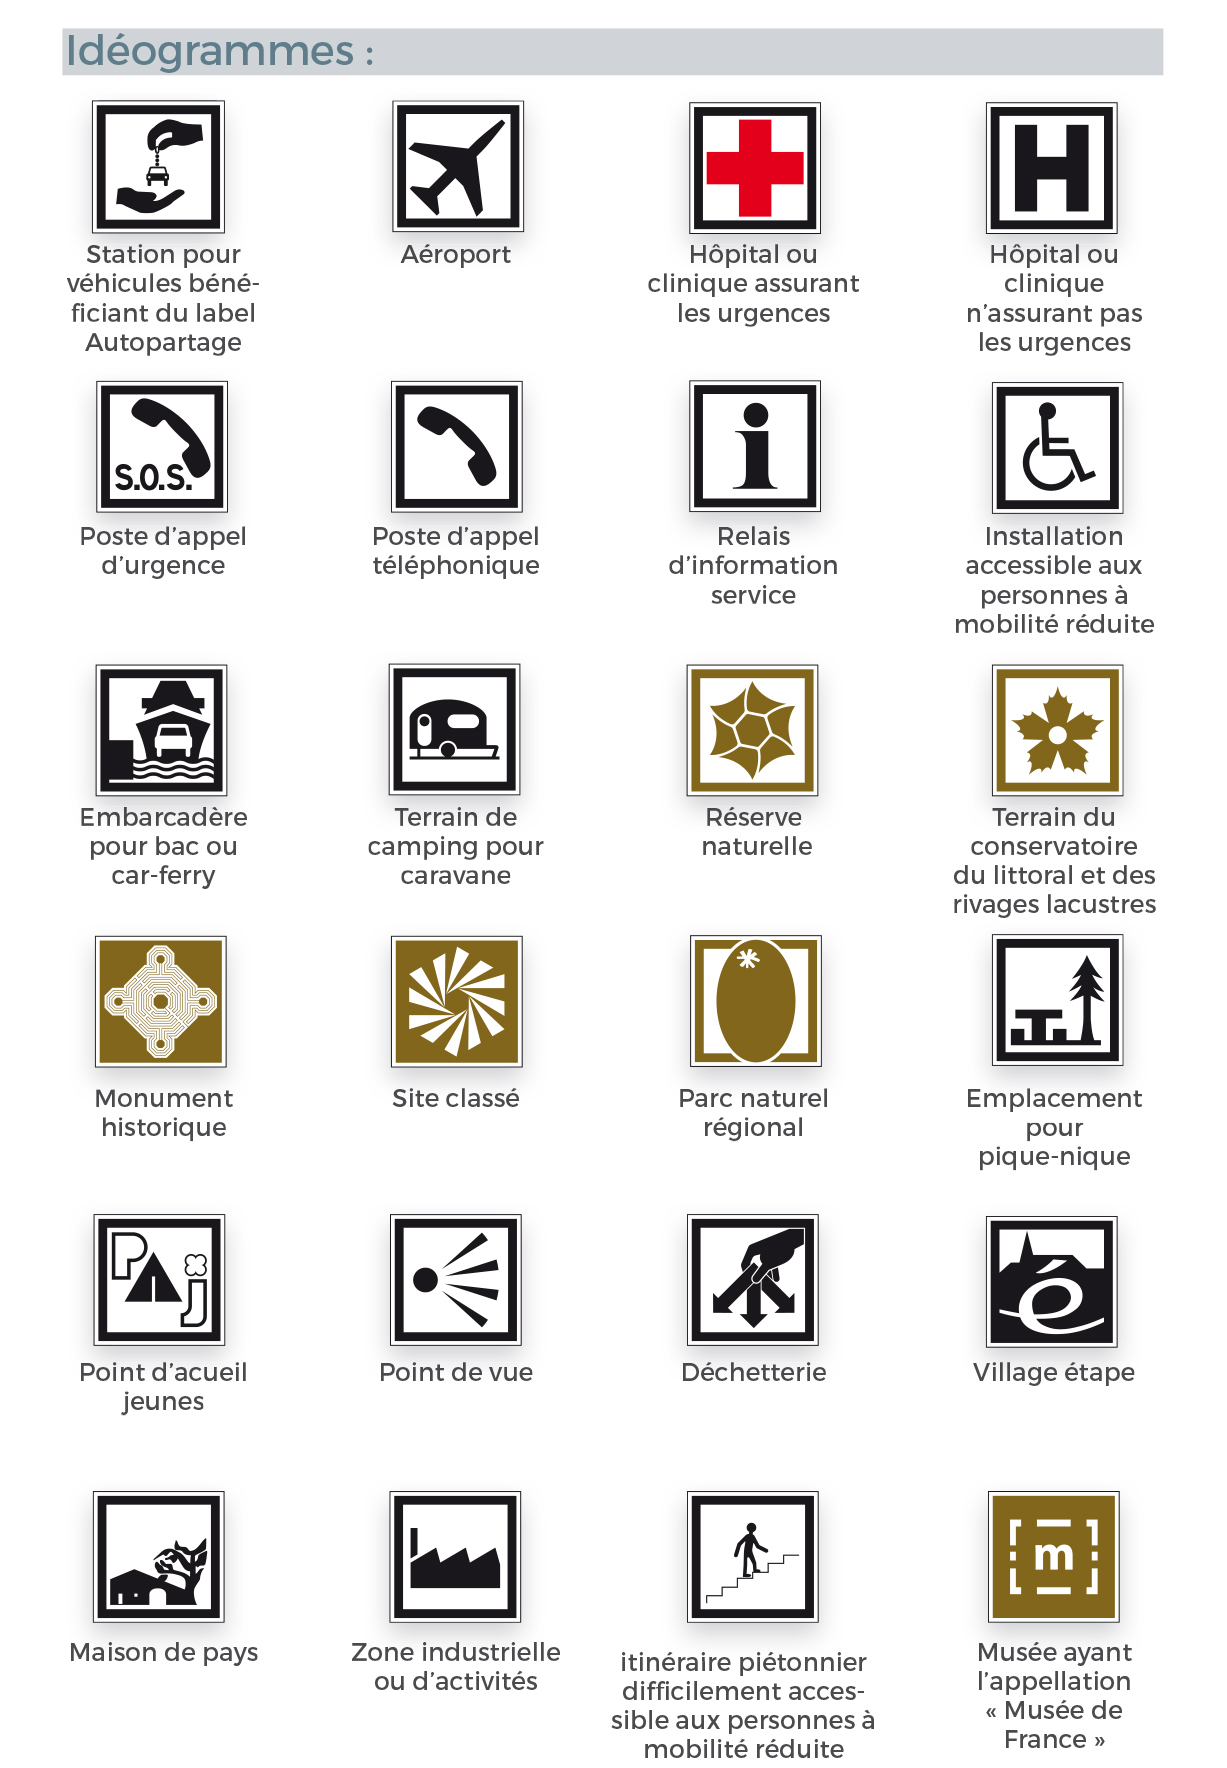 Idéogrammes :
Station pour
véhicules béné-
ficiant du label
Autopartage
Aéroport
Hôpital ou
clinique assurant
les urgences
H
Hôpital ou
clinique
n’assurant pas
les urgences
S.O.S.
Poste d’appel
d’urgence
Poste d’appel
téléphonique
i
Relais
d’information
service
Installation
accessible aux
personnes à
mobilité réduite
Embarcadère
pour bac ou
car-ferry
Terrain de
camping pour
caravane
Réserve
naturelle
Terrain du
conservatoire
du littoral et des
rivages lacustres
Monument
historique
Site classé
Parc naturel
régional
Emplacement
pour
pique-nique
P A j
Point d’acueil
jeunes
Point de vue
Déchetterie
é
Village étape
Maison de pays
Zone industrielle
ou d’activités
itinéraire piétonnier
difficilement acces-
sible aux personnes à
mobilité réduite
m
Musée ayant
l’appellation
« Musée de
France »